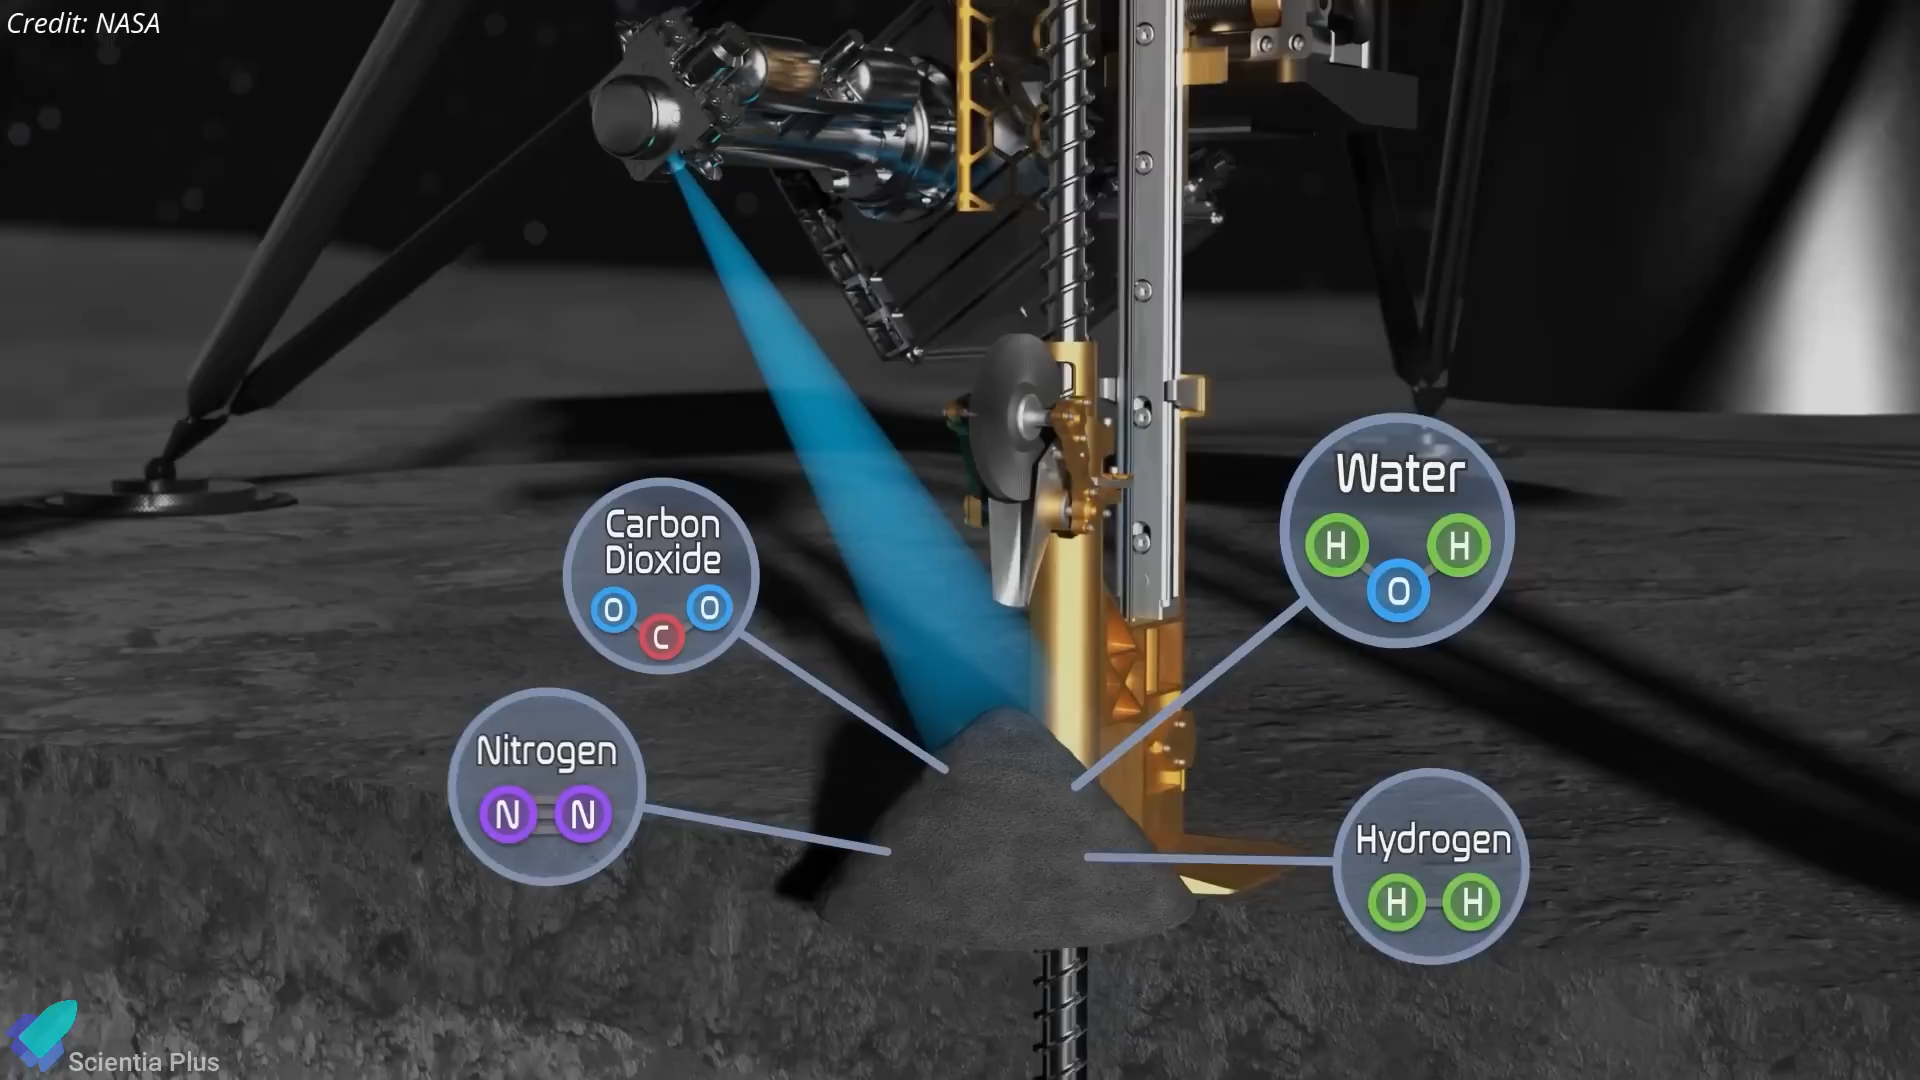 Credit: NASA
Carbon
Dioxide
O O
C
Water
H H
O
Nitrogen
N N
Hydrogen
H H
Scientia Plus